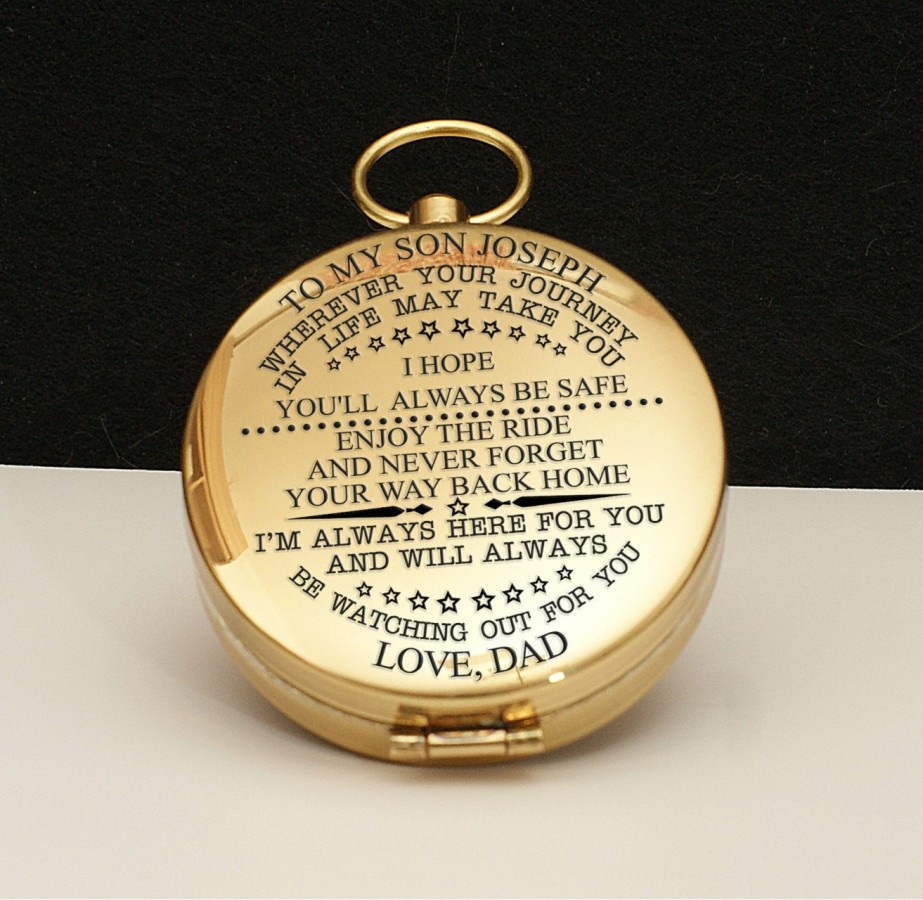 TO MY SON JOSEPH
WHEREVER YOUR JOURNEY
IN LIFE MAY TAKE YOU
I HOPE
YOU'LL ALWAYS BE SAFE
ENJOY THE RIDE
AND NEVER FORGET
YOUR WAY BACK HOME
I’M ALWAYS HERE FOR YOU
AND WILL ALWAYS
BE WATCHING OUT FOR YOU
LOVE, DAD